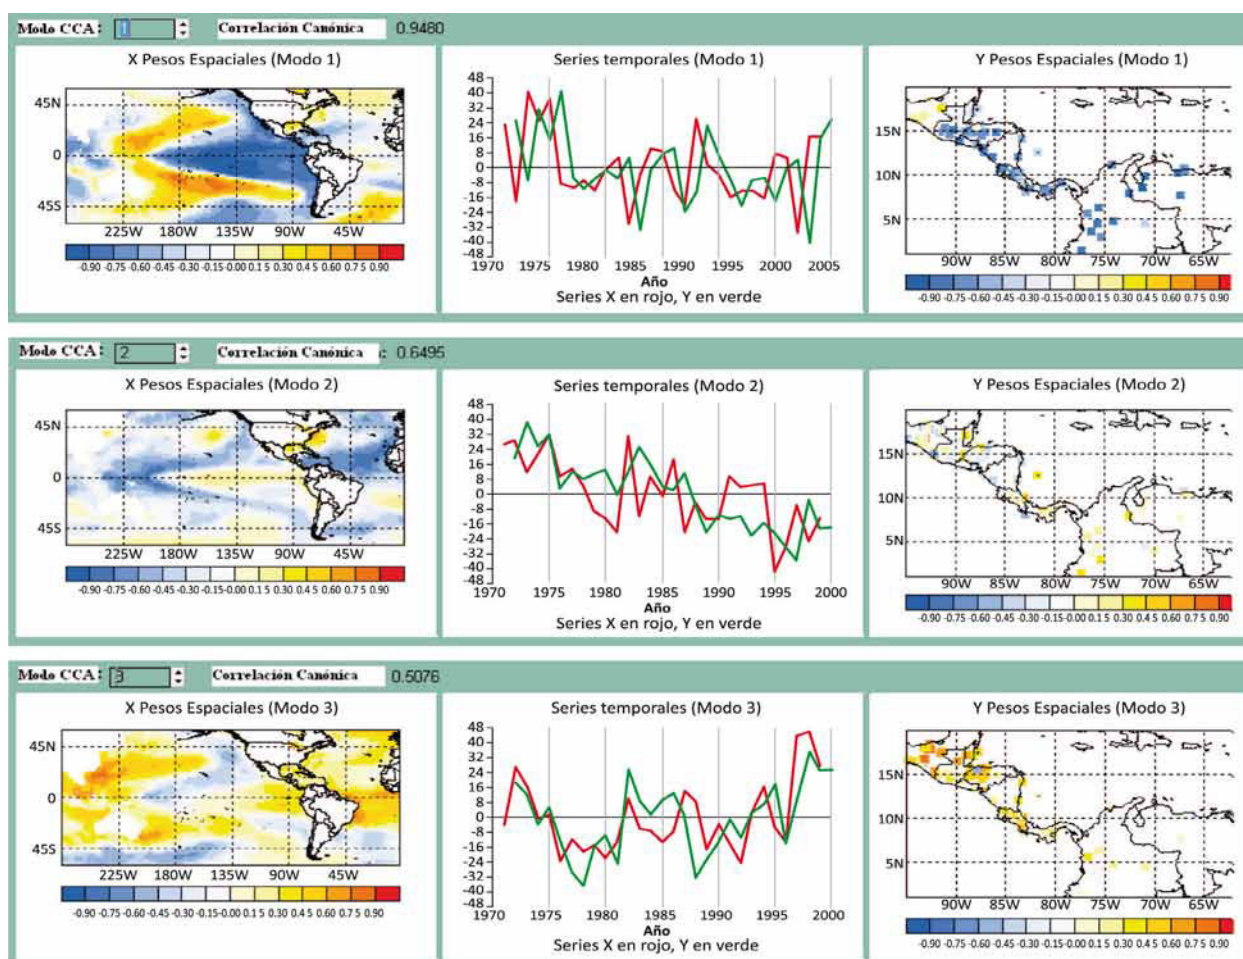 Modo CCA: 1 Correlación Canónica 0.9480
X Pesos Espaciales (Modo 1)
45N
0
45S
225W 180W 135W 90W 45W
-0.90 -0.75 -0.60 -0.45 -0.30 -0.15 -0.00 0.15 0.30 0.45 0.60 0.75 0.90
Series temporales (Modo 1)
48
40
32
24
16
8
0
-8
-16
-24
-32
-40
-48
1970 1975 1980 1985 1990 1995 2000 2005
Año
Series X en rojo, Y en verde
Y Pesos Espaciales (Modo 1)
15N
10N
5N
90W 85W 80W 75W 70W 65W
-0.90 -0.75 -0.60 -0.45 -0.30 -0.15 -0.00 0.15 0.30 0.45 0.60 0.75 0.90
Modo CCA: 2 Correlación Canónica : 0.6495
X Pesos Espaciales (Modo 2)
45N
0
45S
225W 180W 135W 90W 45W
-0.90 -0.75 -0.60 -0.45 -0.30 -0.15 -0.00 0.1 5 0.30 0.4 5 0.60 0.75 0.90
Series temporales (Modo 2)
48
40
32
24
16
8
0
-8
-16
-24
-32
-40
-48
1970 1975 1980 1985 1990 1995 2000
Año
Series X en rojo, Y en verde
Y Pesos Espaciales (Modo 2)
15N
10N
5N
90W 85W 80W 75W 70W 65W
-0.90 -0.75 -0.60 -0.45 -0.30 -0.15 -0.00 0.15 0.30 0.4 5 0.60 0.75 0.90
Modo CCA: 3 Correlación Canónica 0.5076
X Pesos Espaciales (Modo 3)
45N
0
45S
225W 180W 135W 90W 45W
-0.90 -0.75 -0.60 -0.45 -0.30 -0.15 -0.00 0.1 5 0.30 0.4 5 0.60 0.75 0.90
Series temporales (Modo 3)
48
40
32
24
16
8
0
-8
-16
-24
-32
-40
-48
1970 1975 1980 1985 1990 1995 2000
Año
Series X en rojo, Y en verde
Y Pesos Espaciales (Modo 3)
15N
10N
5N
90W 85W 80W 75W 70W 65W
-0.90 -0.75 -0.60 -0.45 -0.30 -0.15 -0.00 0.15 0.30 0.4 5 0.60 0.75 0.90